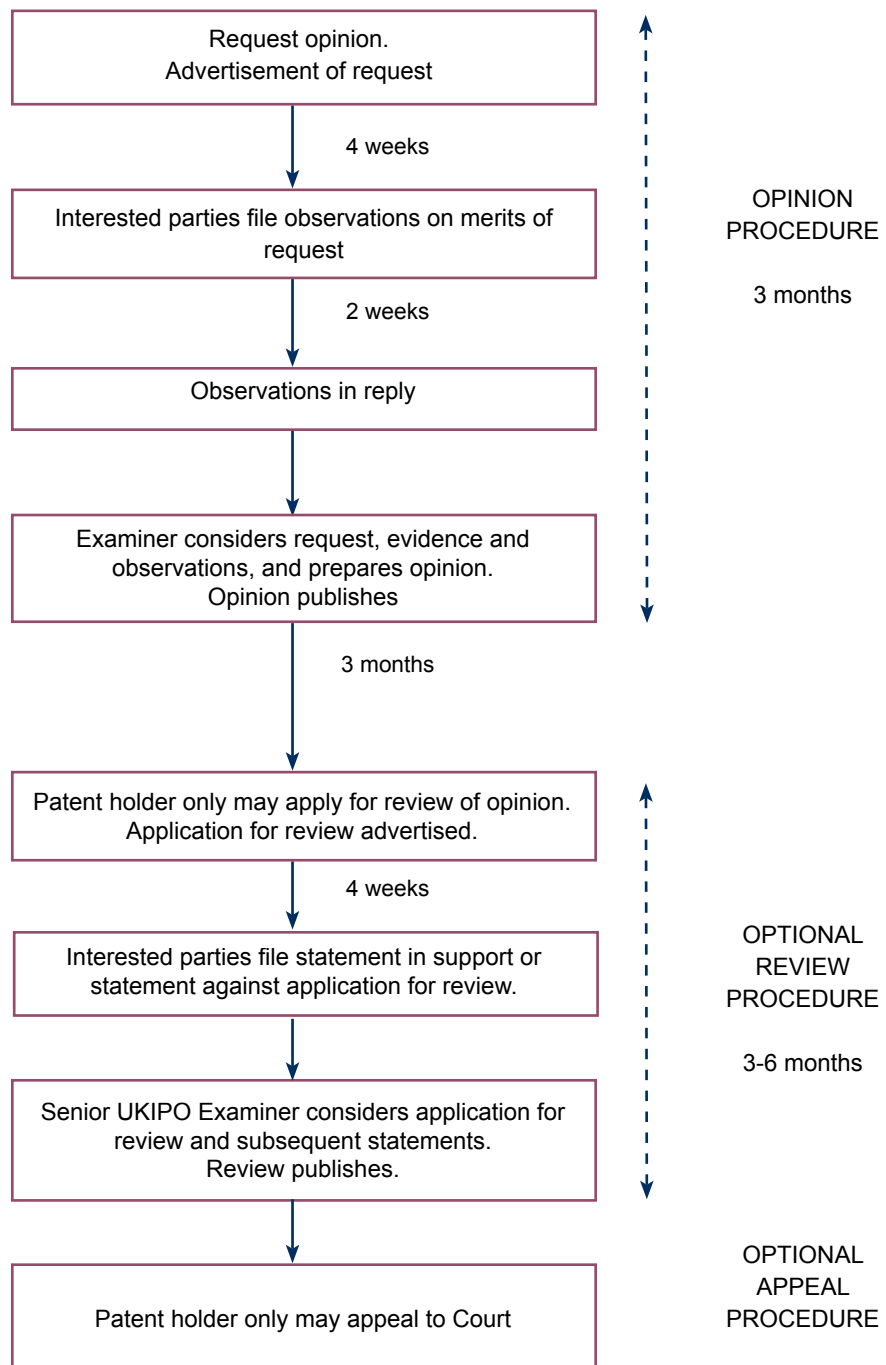 Request opinion.
Advertisement of request
4 weeks
Interested parties file observations on merits of
request
2 weeks
Observations in reply
Examiner considers request, evidence and
observations, and prepares opinion.
Opinion publishes
OPINION
PROCEDURE
3 months
3 months
Patent holder only may apply for review of opinion.
Application for review advertised.
4 weeks
Interested parties file statement in support or
statement against application for review.
Senior UKIPO Examiner considers application for
review and subsequent statements.
Review publishes.
OPTIONAL
REVIEW
PROCEDURE
3-6 months
Patent holder only may appeal to Court
OPTIONAL
APPEAL
PROCEDURE